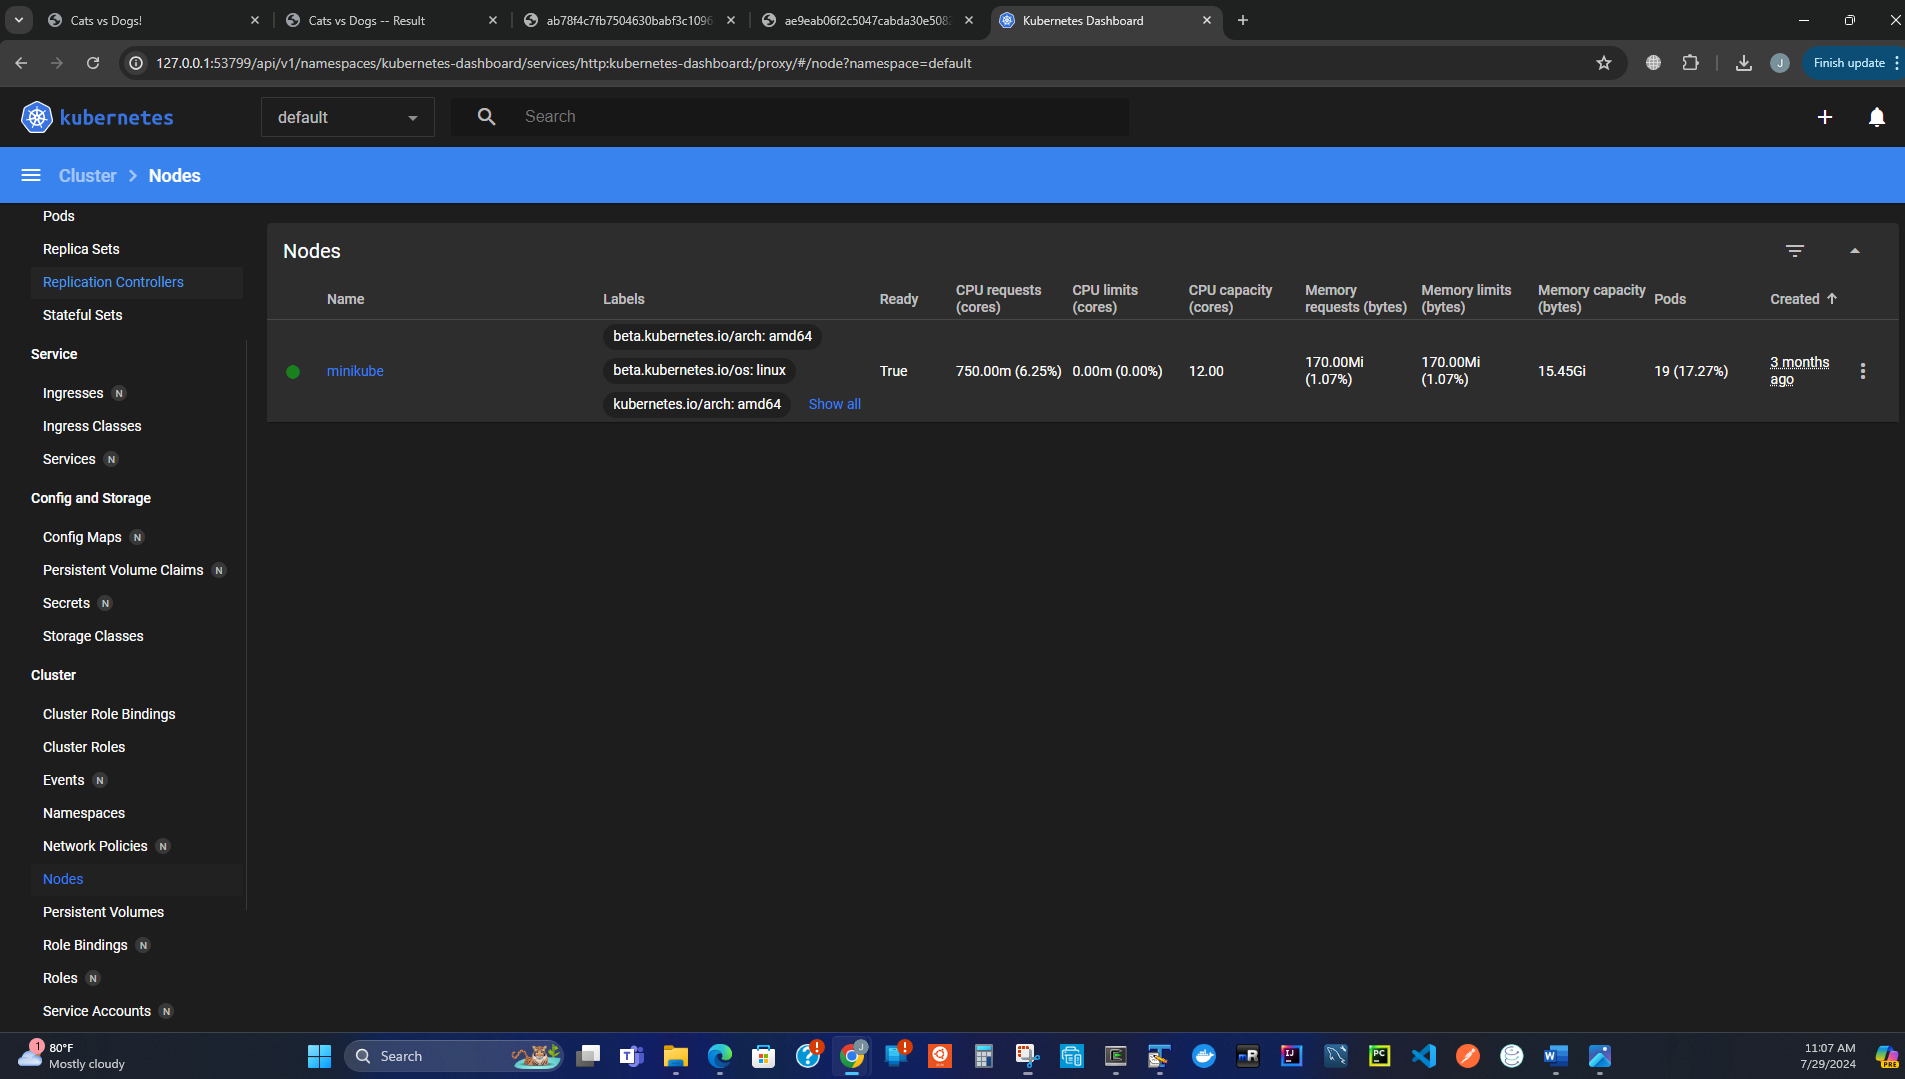 Cats vs Dogs!
Cats vs Dogs -- Result
ab78f4c7fb7504630babf3c1096
ae9eab06f2c5047cabda30e508
Kubernetes Dashboard
127.0.0.1:53799/api/v1/namespaces/kubernetes-dashboard/services/http:kubernetes-dashboard:/proxy/#/node?namespace=default
J
Finish update
kubernetes
default
Search
Cluster
Nodes
Pods
Replica Sets
Replication Controllers
Stateful Sets
Service
Ingresses N
Ingress Classes
Services N
Config and Storage
Config Maps N
Persistent Volume Claims N
Secrets N
Storage Classes
Cluster
Cluster Role Bindings
Cluster Roles
Events N
Namespaces
Network Policies N
Nodes
Persistent Volumes
Role Bindings N
Roles N
Service Accounts N
Nodes
Name
Labels
Ready
CPU requests
(cores)
CPU limits
(cores)
CPU capacity
(cores)
Memory
requests (bytes)
Memory limits
(bytes)
Memory capacity
(bytes)
Pods
Created
minikube
beta.kubernetes.io/arch: amd64
beta.kubernetes.io/os: linux
kubernetes.io/arch: amd64
Show all
True
750.00m (6.25%)
0.00m (0.00%)
12.00
170.00Mi
(1.07%)
170.00Mi
(1.07%)
15.45Gi
19 (17.27%)
3 months
ago
1
80°F
Mostly cloudy
Search
J
IJ
PC
11:07 AM
7/29/2024
PRE